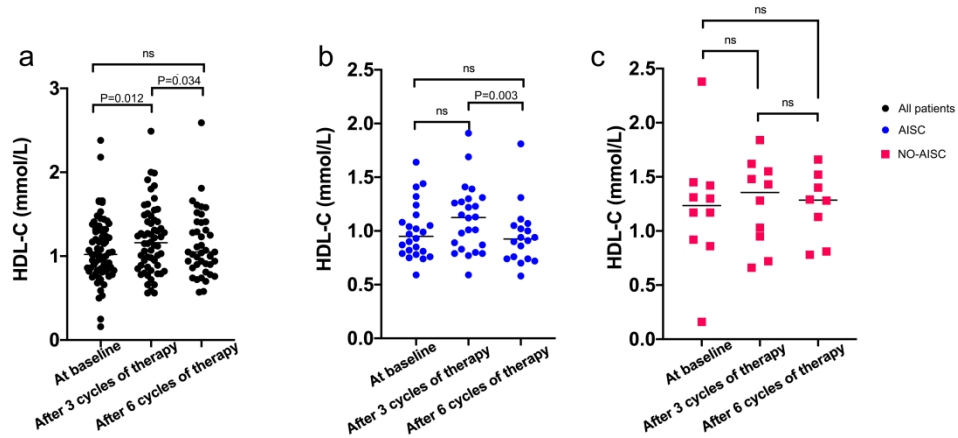 a
ns
P=0.034
P=0.012
HDL-C (mmol/L)
3
2
1
0
At baseline
After 3 cycles of therapy
After 6 cycles of therapy
b
ns
P=0.003
ns
HDL-C (mmol/L)
2.5
2.0
1.5
1.0
0.5
0.0
At baseline
After 3 cycles of therapy
After 6 cycles of therapy
c
ns
ns
ns
HDL-C (mmol/L)
2.5
2.0
1.5
1.0
0.5
0.0
At baseline
After 3 cycles of therapy
After 6 cycles of therapy
All patients
AISC
NO-AISC